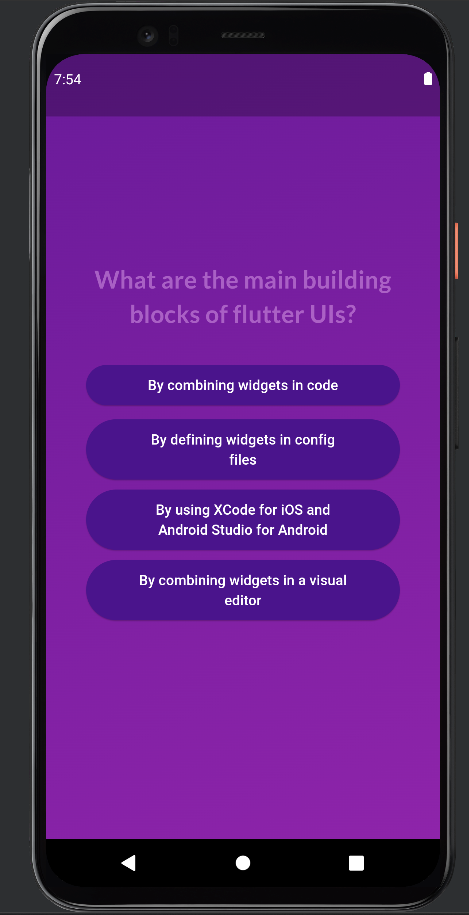 7:54
What are the main building
blocks of flutter UIs?
By combining widgets in code
By defining widgets in config
files
By using XCode for iOS and
Android Studio for Android
By combining widgets in a visual
editor